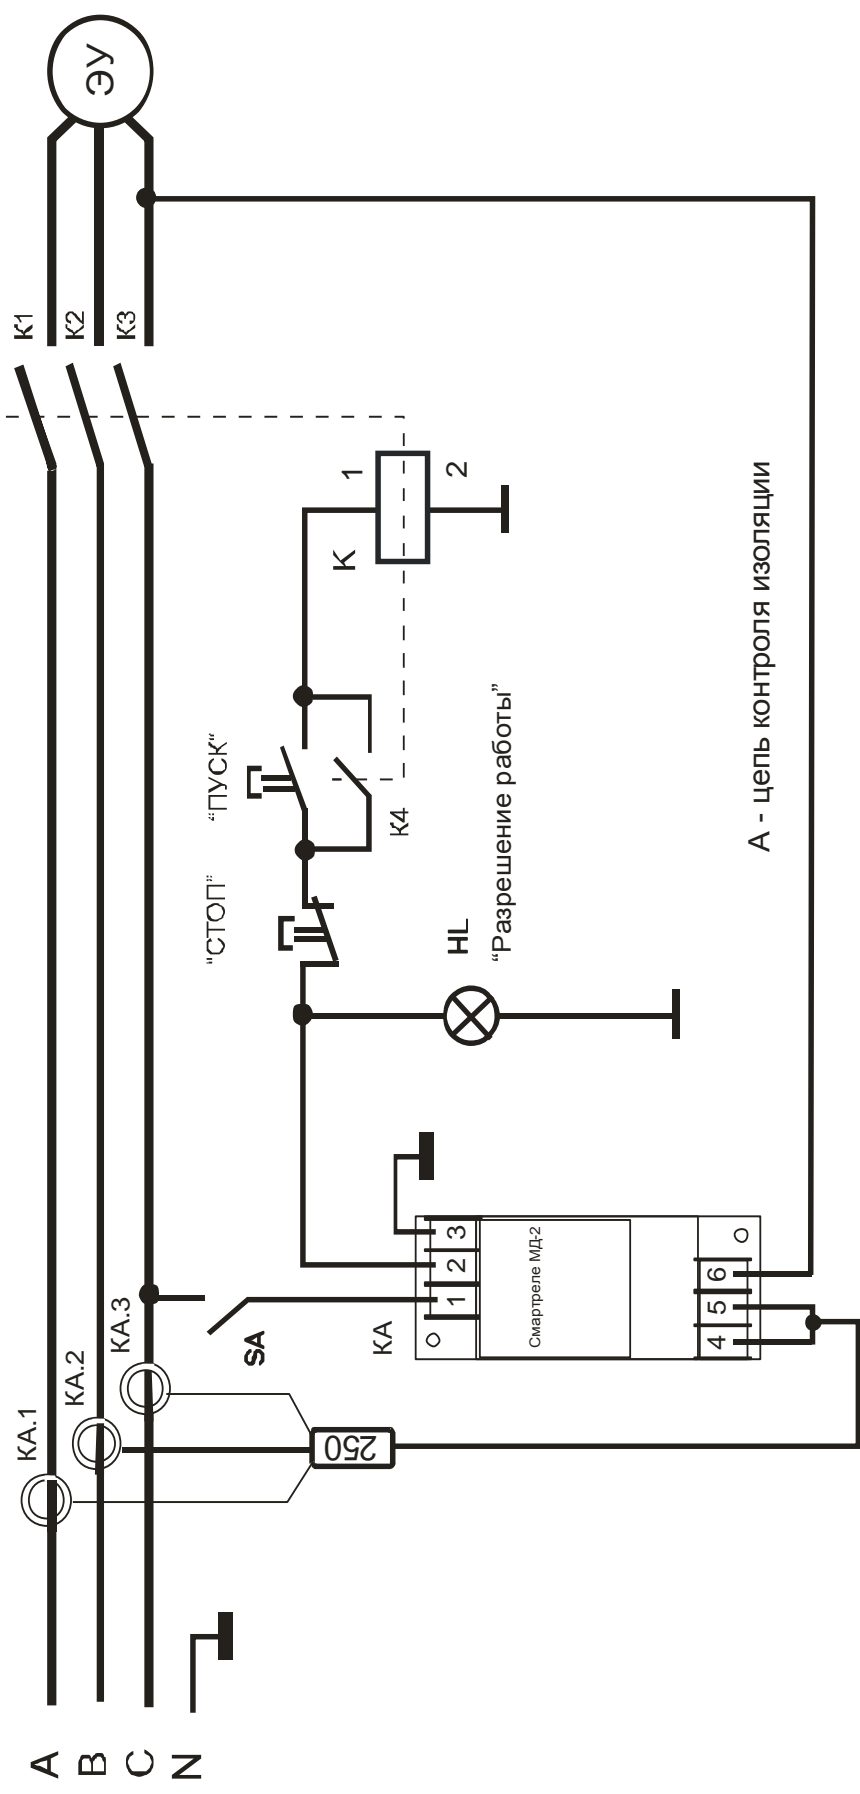 ЭУ
К1
К2
К3
А
В
С
N
КА.1
КА.2
КА.3
250
SA
КА
1
2
3
Смартреле МД-2
4
5
6
HL
“Разрешение работы”
"СТОП"
“ПУСК“
К4
К
1
2
А - цепь контроля изоляции